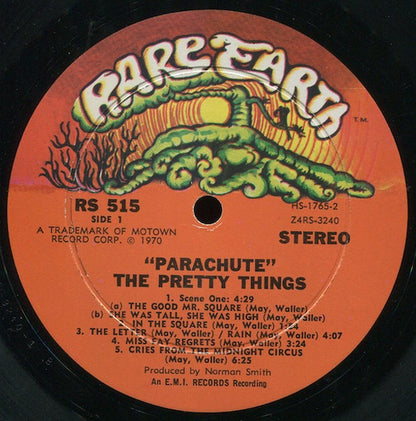 RARE EARTH
T.M.
RS 515
SIDE 1
HS-1765-2
Z4RS-3240
A TRADEMARK OF MOTOWN
RECORD CORP. © 1970
STEREO
"PARACHUTE"
THE PRETTY THINGS
1. Scene One: 4:29
(a) THE GOOD MR. SQUARE (May, Waller)
(b) SHE WAS TALL, SHE WAS HIGH (May, Waller)
2. IN THE SQUARE (May, Waller)
3. THE LETTER (May, Waller) / RAIN (May, Waller) 4:07
4. MISS FAY REGRETS (May, Waller) 3:24
5. CRIES FROM THE MIDNIGHT CIRCUS
(May, Waller) 6:25
Produced by Norman Smith
An E.M.I. RECORDS Recording